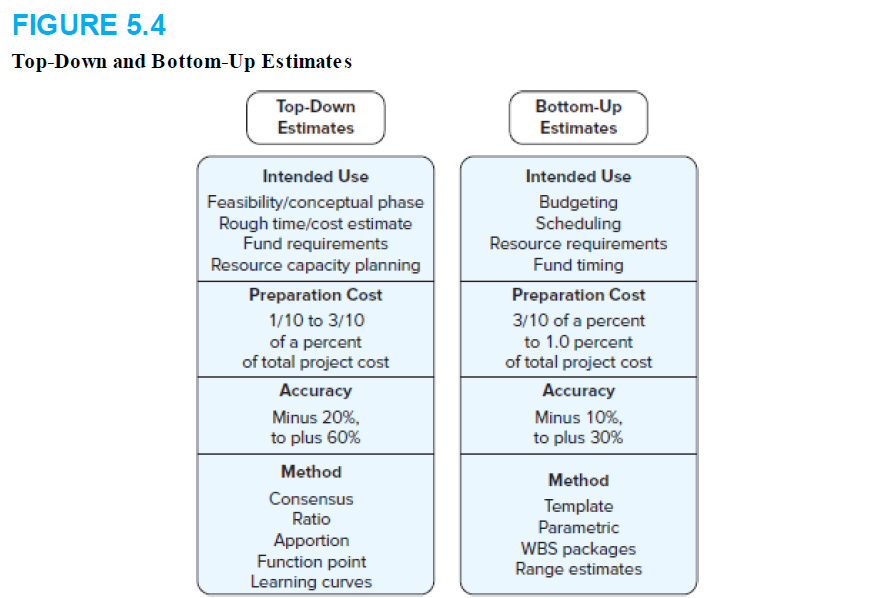 FIGURE 5.4
Top-Down and Bottom-Up Estimates
Top-Down
Estimates
Intended Use
Feasibility/conceptual phase
Rough time/cost estimate
Fund requirements
Resource capacity planning
Preparation Cost
1/10 to 3/10
of a percent
of total project cost
Accuracy
Minus 20%,
to plus 60%
Method
Consensus
Ratio
Apportion
Function point
Learning curves
Bottom-Up
Estimates
Intended Use
Budgeting
Scheduling
Resource requirements
Fund timing
Preparation Cost
3/10 of a percent
to 1.0 percent
of total project cost
Accuracy
Minus 10%,
to plus 30%
Method
Template
Parametric
WBS packages
Range estimates